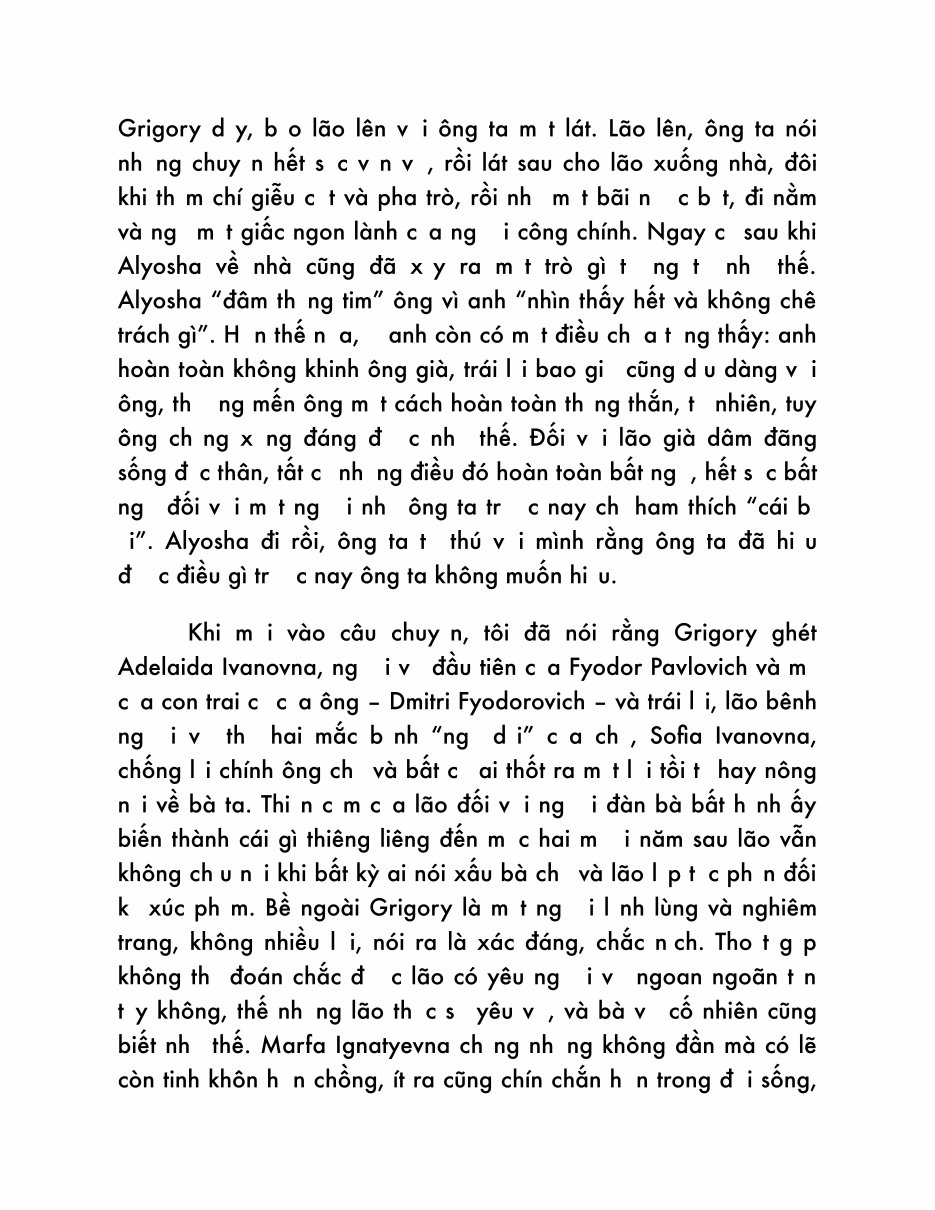 Grigory d y, b o lão lên v i ông ta m t lát. Lão lên, ông ta nói
nh ng chuy n hết s c v n v , rồi lát sau cho lão xuống nhà, đôi
khi th m chí giễu c t và pha trò, rồi nh m t bãi n c b t, đi nằm
và ng m t giấc ngon lành c a ng i công chính. Ngay c sau khi
Alyosha về nhà cũng đã x y ra m t trò gì t ng t nh thế.
Alyosha “đâm th ng tim” ông vì anh “nhìn thấy hết và không chê
trách gì”. H n thế n a, anh còn có m t điều ch a t ng thấy: anh
hoàn toàn không khinh ông già, trái l i bao gi cũng d u dàng v i
ông, th ng mến ông m t cách hoàn toàn th ng thắn, t nhiên, tuy
ông ch ng x ng đáng đ c nh thế. Đối v i lão già dâm đãng
sống đ c thân, tất c nh ng điều đó hoàn toàn bất ng , hết s c bất
ng đối v i m t ng i nh ông ta tr c nay ch ham thích “cái b
i”. Alyosha đi rồi, ông ta t thú v i mình rằng ông ta đã hi u
đ c điều gì tr c nay ông ta không muốn hi u.
Khi m i vào câu chuy n, tôi đã nói rằng Grigory ghét
Adelaida Ivanovna, ng i v đầu tiên c a Fyodor Pavlovich và m
c a con trai c c a ông – Dmitri Fyodorovich – và trái l i, lão bênh
ng i v th hai mắc b nh “ng d i” c a ch , Sofia Ivanovna,
chống l i chính ông ch và bất c ai thốt ra m t l i tồi t hay nông
n i về bà ta. Thi n c m c a lão đối v i ng i đàn bà bất h nh ấy
biến thành cái gì thiêng liêng đến m c hai m i năm sau lão vẫn
không ch u n i khi bất kỳ ai nói xấu bà ch và lão l p t c ph n đối
k xúc ph m. Bề ngoài Grigory là m t ng i l nh lùng và nghiêm
trang, không nhiều l i, nói ra là xác đáng, chắc n ch. Tho t g p
không th đoán chắc đ c lão có yêu ng i v ngoan ngoãn t n
t y không, thế nh ng lão th c s yêu v , và bà v cố nhiên cũng
biết nh thế. Marfa Ignatyevna ch ng nh ng không đần mà có lẽ
còn tinh khôn h n chồng, ít ra cũng chín chắn h n trong đ i sống,